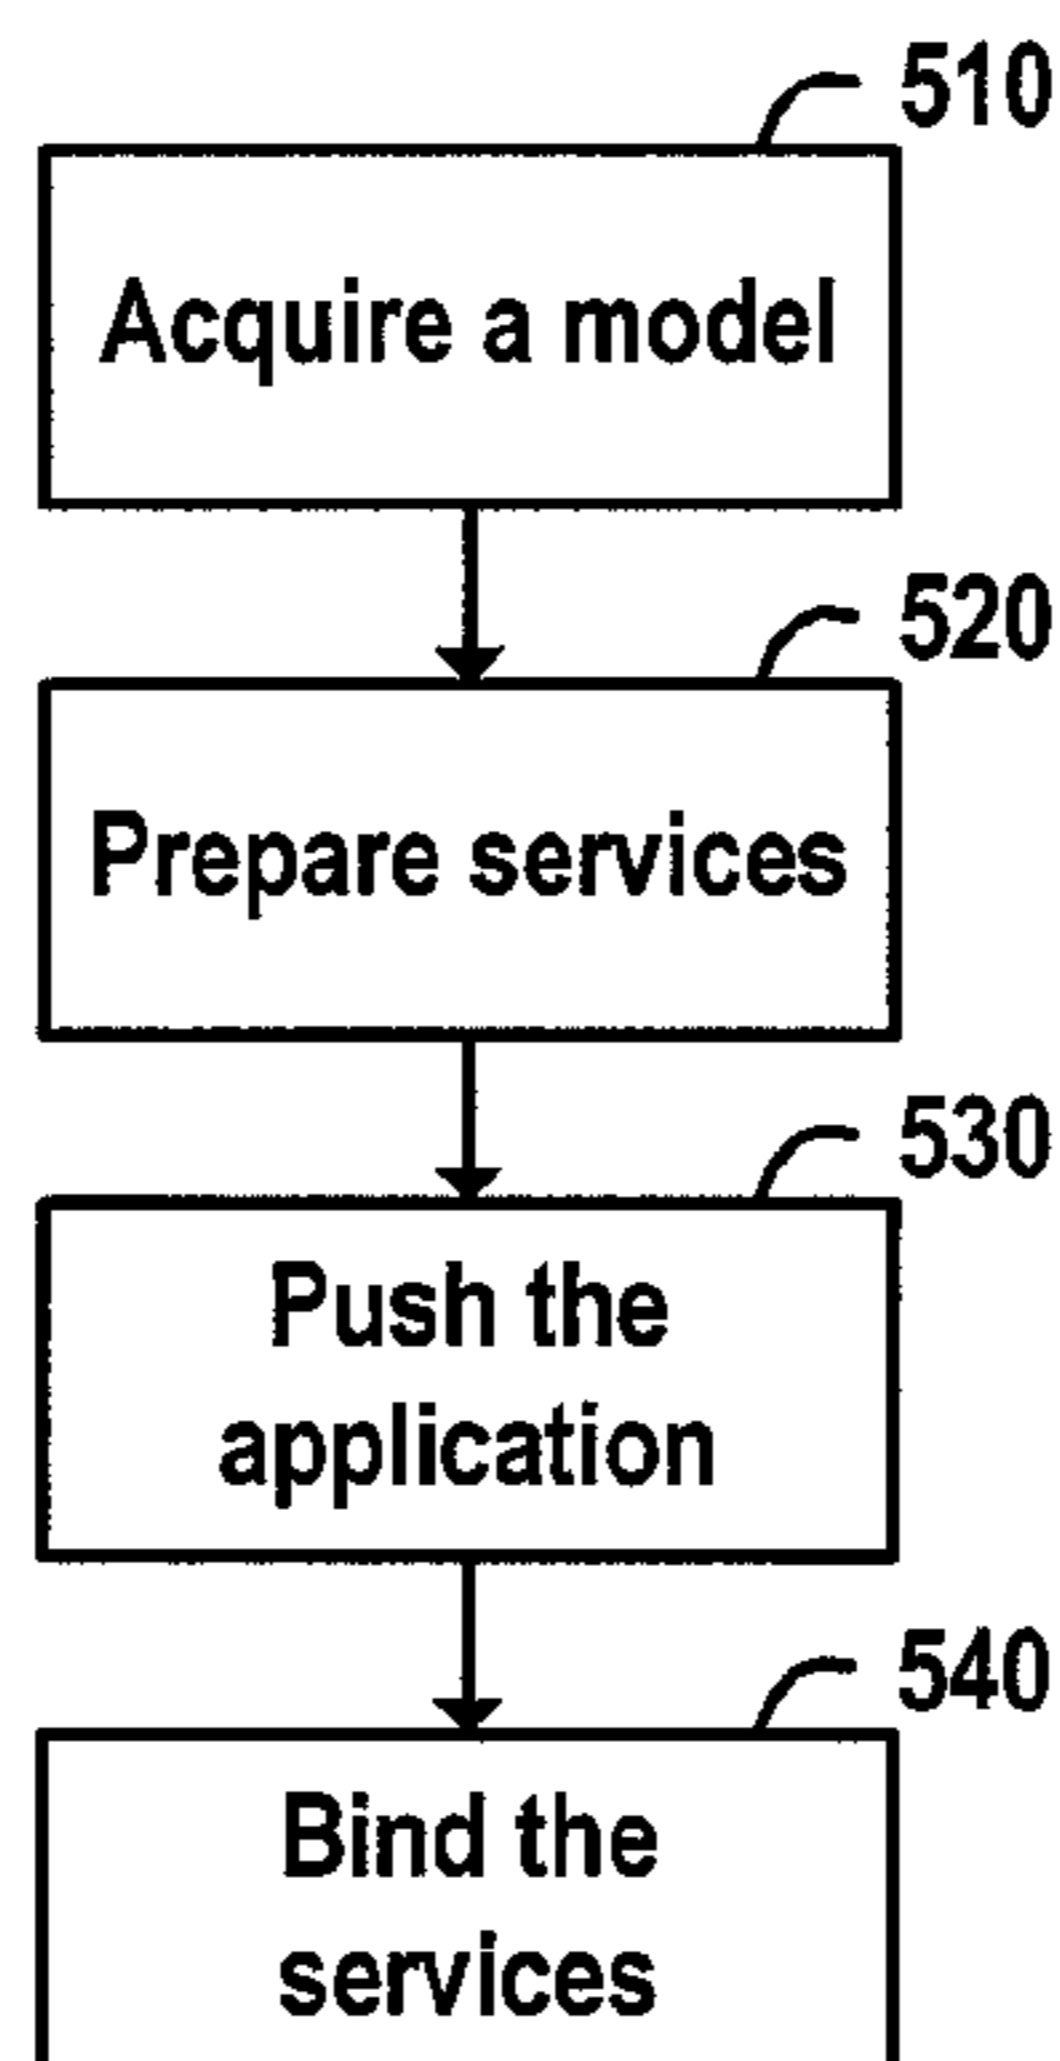 510
Acquire a model
520
Prepare services
530
Push the
application
540
Bind the
services